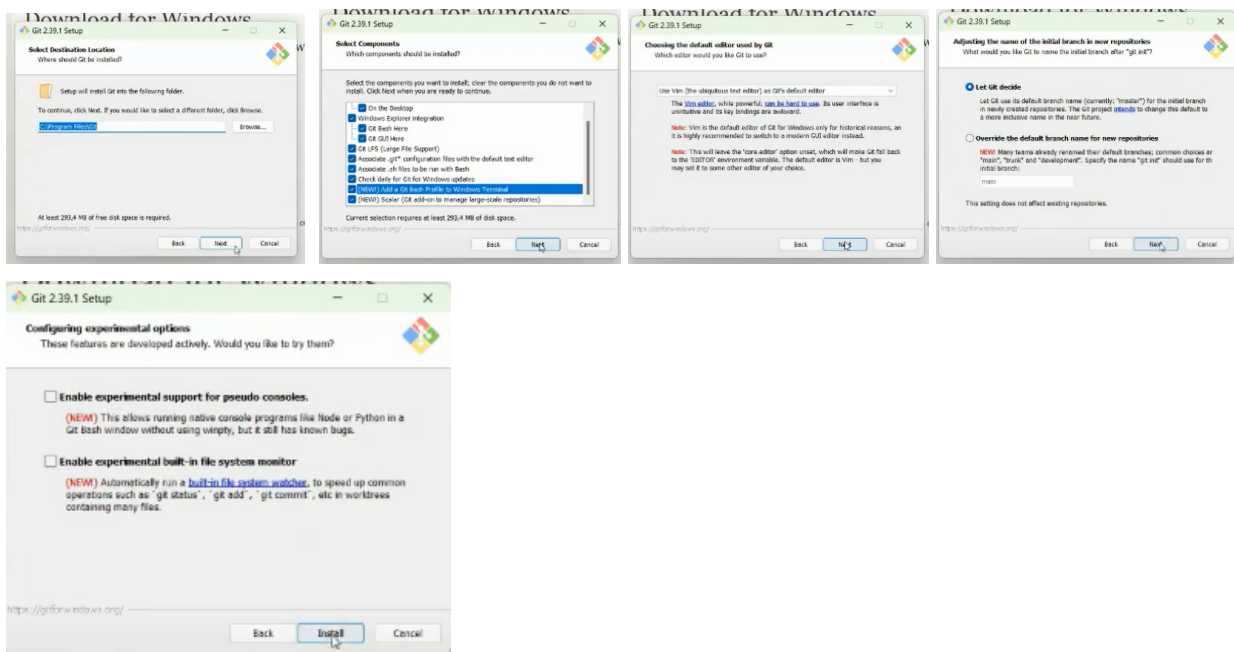 Download for Windows
Git 2.39.1 Setup
Select Destination Location
Where should Git be installed?
Setup will install Git into the following folder.
To continue, click Next. If you would like to select a different folder, click Browse.
C:\Program Files\Git
Browse...
At least 293,4 MB of free disk space is required.
https://gitforwindows.org/
Back
Next
Cancel
Download for Windows
Git 2.39.1 Setup
Select Components
Which components should be installed?
Select the components you want to install; clear the components you do not want to
install. Click Next when you are ready to continue.
On the Desktop
Windows Explorer integration
Git Bash Here
Git GUI Here
Git LFS (Large File Support)
Associate .git* configuration files with the default text editor
Associate .sh files to be run with Bash
Check daily for Git for Windows updates
(NEW!) Add a Git Bash Profile to Windows Terminal
(NEW!) Scalar (Git add-on to manage large-scale repositories)
Current selection requires at least 293,4 MB of disk space.
https://gitforwindows.org/
Back
Next
Cancel
Download for Windows
Git 2.39.1 Setup
Choosing the default editor used by Git
Which editor would you like Git to use?
Use Vim (the ubiquitous text editor) as Git's default editor
The Vim editor, while powerful, can be hard to use. Its user interface is
unintuitive and its key bindings are awkward.
Note: Vim is the default editor of Git for Windows only for historical reasons, an
it is highly recommended to switch to a modern GUI editor instead.
Note: This will leave the 'core.editor' option unset, which will make Git fall back
to the 'EDITOR' environment variable. The default editor is Vim - but you
may set it to some other editor of your choice.
https://gitforwindows.org/
Back
Next
Cancel
Download for Windows
Git 2.39.1 Setup
Adjusting the name of the initial branch in new repositories
What would you like Git to name the initial branch after "git init"?
Let Git decide
Let Git use its default branch name (currently: "master") for the initial branch
in newly created repositories. The Git project intends to change this default to
a more inclusive name in the near future.
Override the default branch name for new repositories
NEW! Many teams already renamed their default branches; common choices ar
"main", "trunk" and "development". Specify the name "git init" should use for th
initial branch:
main
This setting does not affect existing repositories.
https://gitforwindows.org/
Back
Next
Cancel
Download for Windows
Git 2.39.1 Setup
Configuring experimental options
These features are developed actively. Would you like to try them?
Enable experimental support for pseudo consoles.
(NEW!) This allows running native console programs like Node or Python in a
Git Bash window without using winpty, but it still has known bugs.
Enable experimental built-in file system monitor
(NEW!) Automatically run a built-in file system watcher, to speed up common
operations such as `git status`, `git add`, `git commit`, etc in worktrees
containing many files.
https://gitforwindows.org/
Back
Install
Cancel